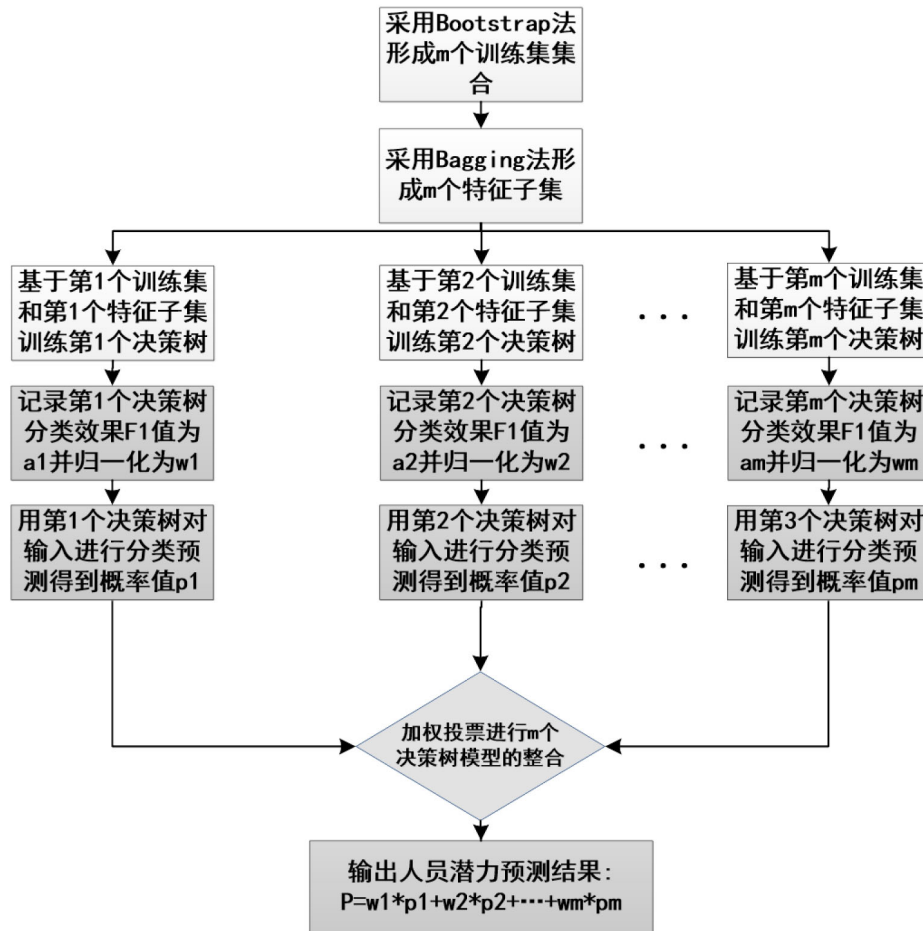 采用Bootstrap法
形成m个训练集集
合
采用Bagging法形
成m个特征子集
基于第1个训练集
和第1个特征子集
训练第1个决策树
基于第2个训练集
和第2个特征子集
训练第2个决策树
...
基于第m个训练集
和第m个特征子集
训练第m个决策树
记录第1个决策树
分类效果F1值为
a1并归一化为w1
记录第2个决策树
分类效果F1值为
a2并归一化为w2
...
记录第m个决策树
分类效果F1值为
am并归一化为wm
用第1个决策树对
输入进行分类预
测得到概率值p1
用第2个决策树对
输入进行分类预
测得到概率值p2
...
用第3个决策树对
输入进行分类预
测得到概率值pm
加权投票进行m个
决策树模型的整合
输出人员潜力预测结果:
P=w1*p1+w2*p2+…+wm*pm